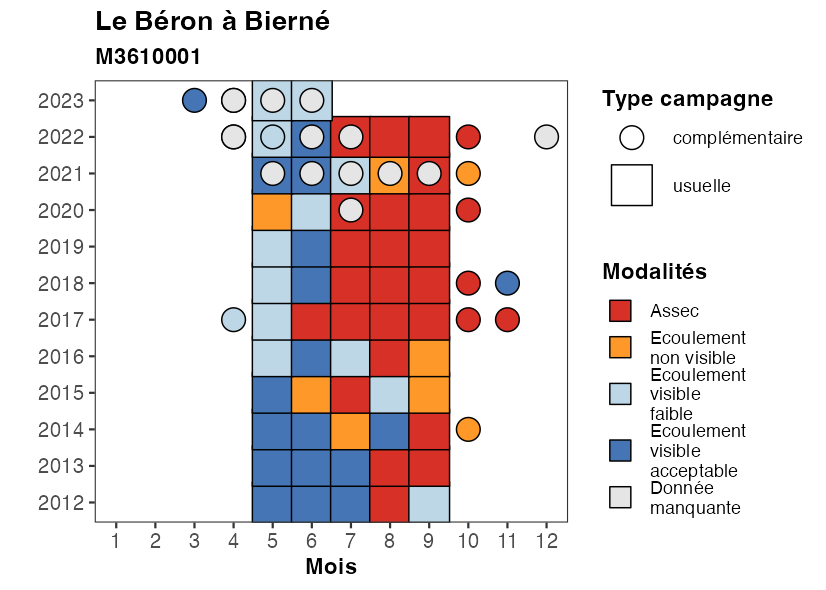 Le Béron à Bierné
M3610001
2023
2022
2021
2020
2019
2018
2017
2016
2015
2014
2013
2012
1 2 3 4 5 6 7 8 9 10 11 12
Mois
Type campagne
complémentaire
usuelle
Modalités
Assec
Ecoulement
non visible
Ecoulement
visible
faible
Ecoulement
visible
acceptable
Donnée
manquante